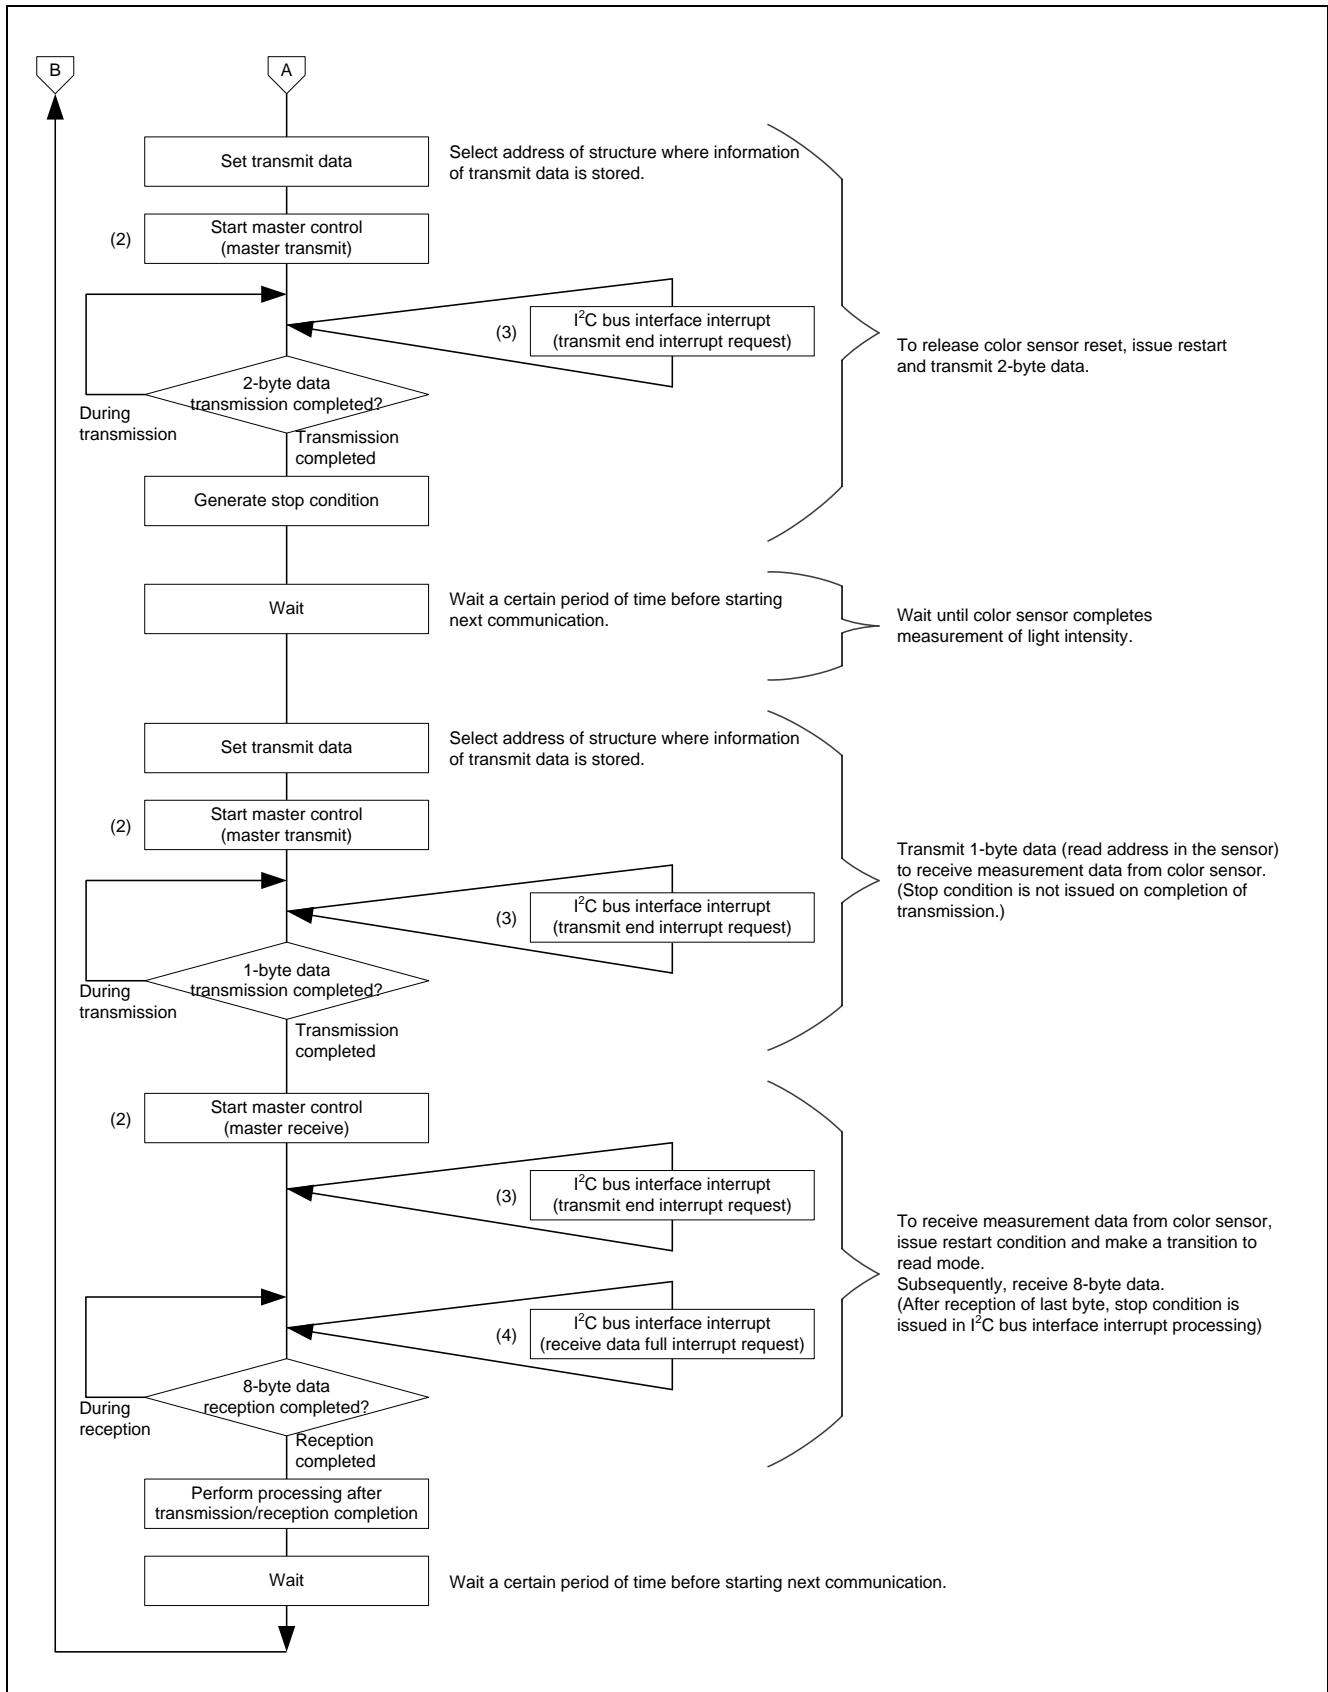 B
A
Set transmit data
Select address of structure where information
of transmit data is stored.
(2)
Start master control
(master transmit)
(3)
I²C bus interface interrupt
(transmit end interrupt request)
To release color sensor reset, issue restart
and transmit 2-byte data.
2-byte data
transmission completed?
During
transmission
Transmission
completed
Generate stop condition
Wait
Wait a certain period of time before starting
next communication.
Wait until color sensor completes
measurement of light intensity.
Set transmit data
Select address of structure where information
of transmit data is stored.
(2)
Start master control
(master transmit)
Transmit 1-byte data (read address in the sensor)
to receive measurement data from color sensor.
(Stop condition is not issued on completion of
transmission.)
(3)
I²C bus interface interrupt
(transmit end interrupt request)
1-byte data
transmission completed?
During
transmission
Transmission
completed
(2)
Start master control
(master receive)
(3)
I²C bus interface interrupt
(transmit end interrupt request)
To receive measurement data from color sensor,
issue restart condition and make a transition to
read mode.
Subsequently, receive 8-byte data.
(After reception of last byte, stop condition is
issued in I²C bus interface interrupt processing)
(4)
I²C bus interface interrupt
(receive data full interrupt request)
8-byte data
reception completed?
During
reception
Reception
completed
Perform processing after
transmission/reception completion
Wait
Wait a certain period of time before starting next communication.